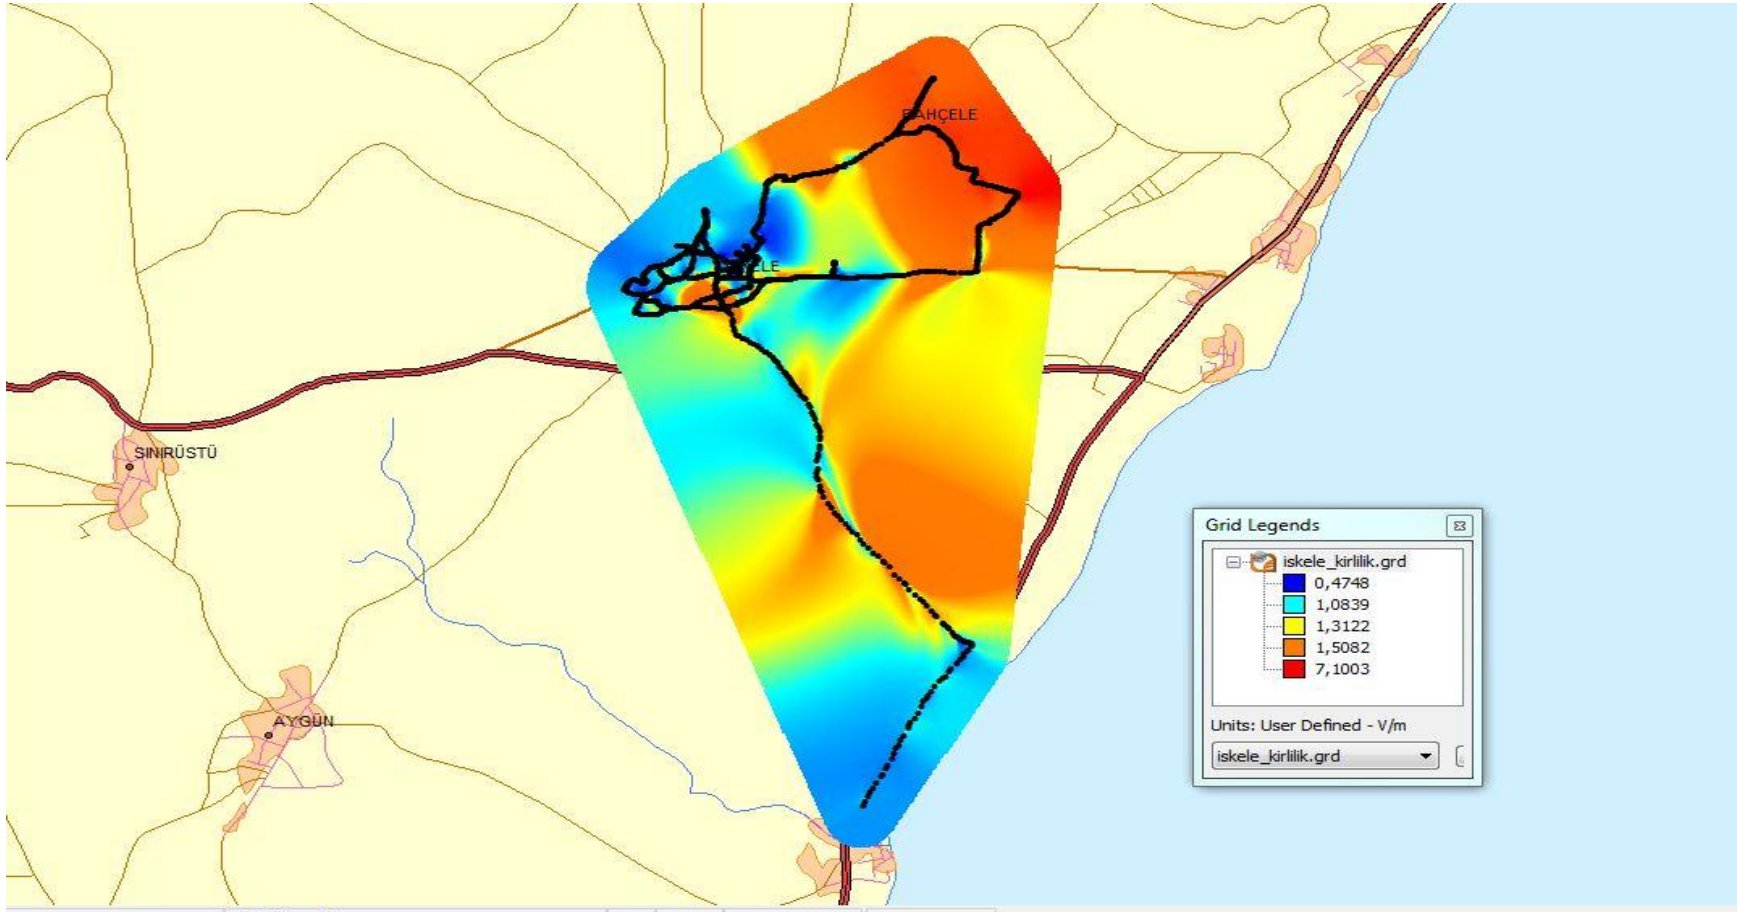 BAHÇELE
ELE
SINIRÜSTÜ
AYGÜN
Grid Legends
iskele_kirlilik.grd
0,4748
1,0839
1,3122
1,5082
7,1003
Units: User Defined - V/m
iskele_kirlilik.grd